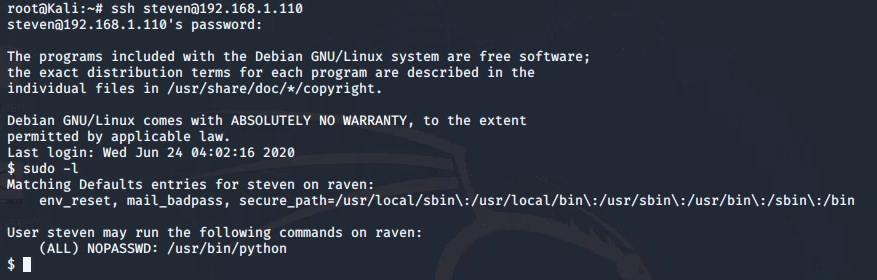 root@Kali:~# ssh steven@192.168.1.110
steven@192.168.1.110's password:
The programs included with the Debian GNU/Linux system are free software;
the exact distribution terms for each program are described in the
individual files in /usr/share/doc/*/copyright.
Debian GNU/Linux comes with ABSOLUTELY NO WARRANTY, to the extent
permitted by applicable law.
Last login: Wed Jun 24 04:02:16 2020
$ sudo -l
Matching Defaults entries for steven on raven:
    env_reset, mail_badpass, secure_path=/usr/local/sbin\:/usr/local/bin\:/usr/sbin\:/usr/bin\:/sbin\:/bin
User steven may run the following commands on raven:
    (ALL) NOPASSWD: /usr/bin/python
$